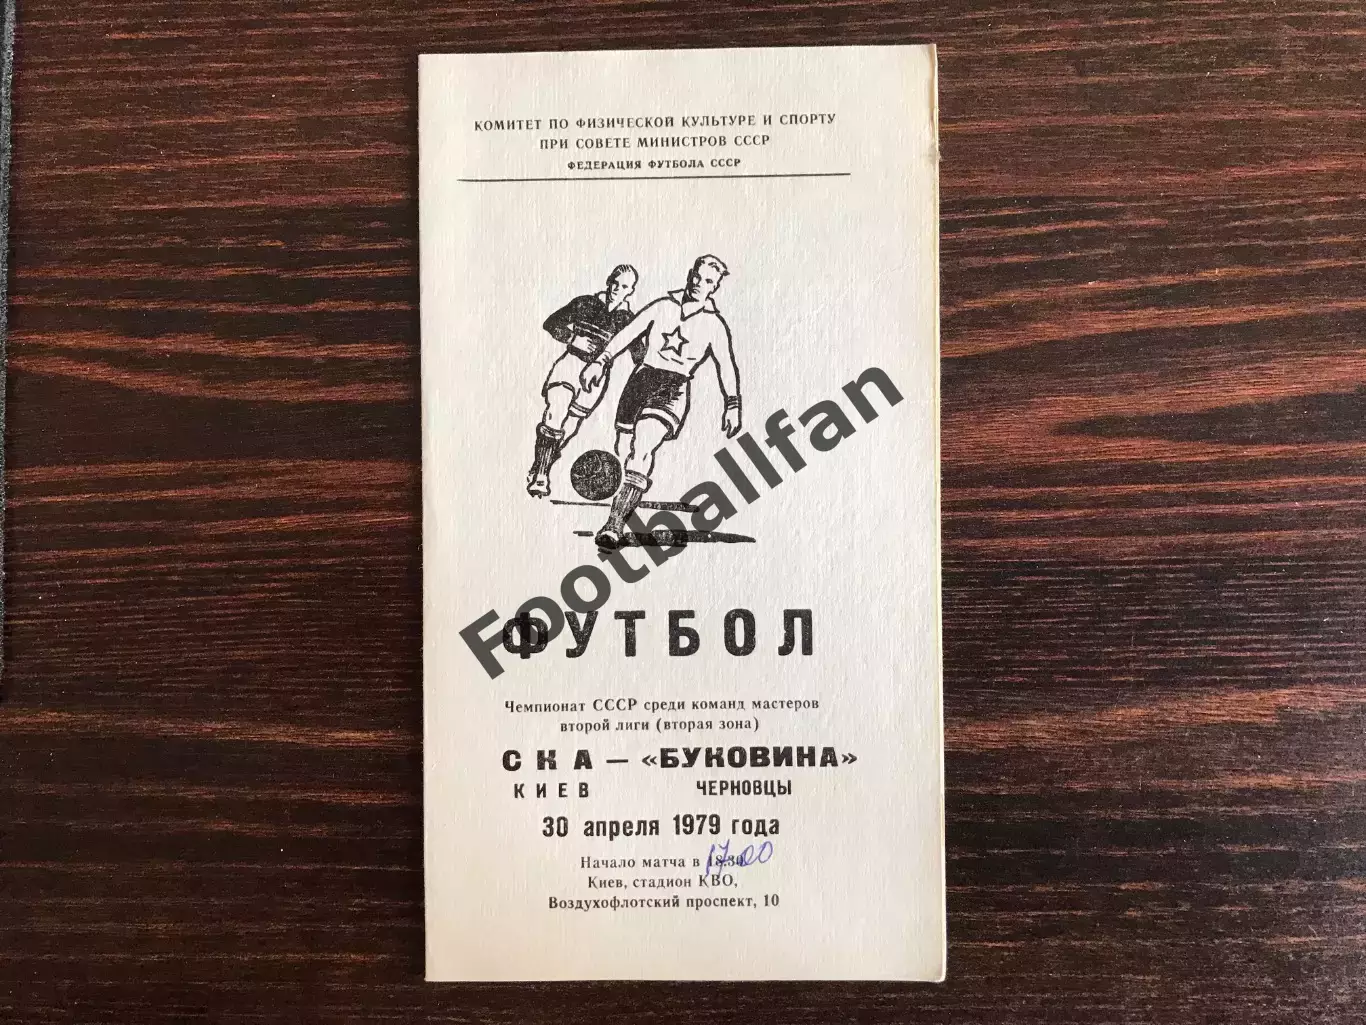 КОМИТЕТ ПО ФИЗИЧЕСКОЙ КУЛЬТУРЕ И СПОРТУ
ПРИ СОВЕТЕ МИНИСТРОВ СССР
ФЕДЕРАЦИЯ ФУТБОЛА СССР
Footballfan
ФУТБОЛ
Чемпионат СССР среди команд мастеров
второй лиги (вторая зона)
СКА — «БУКОВИНА»
КИЕВ ЧЕРНОВЦЫ
30 апреля 1979 года
Начало матча в 18.30 17.00
Киев, стадион КВО,
Воздухофлотский проспект, 10